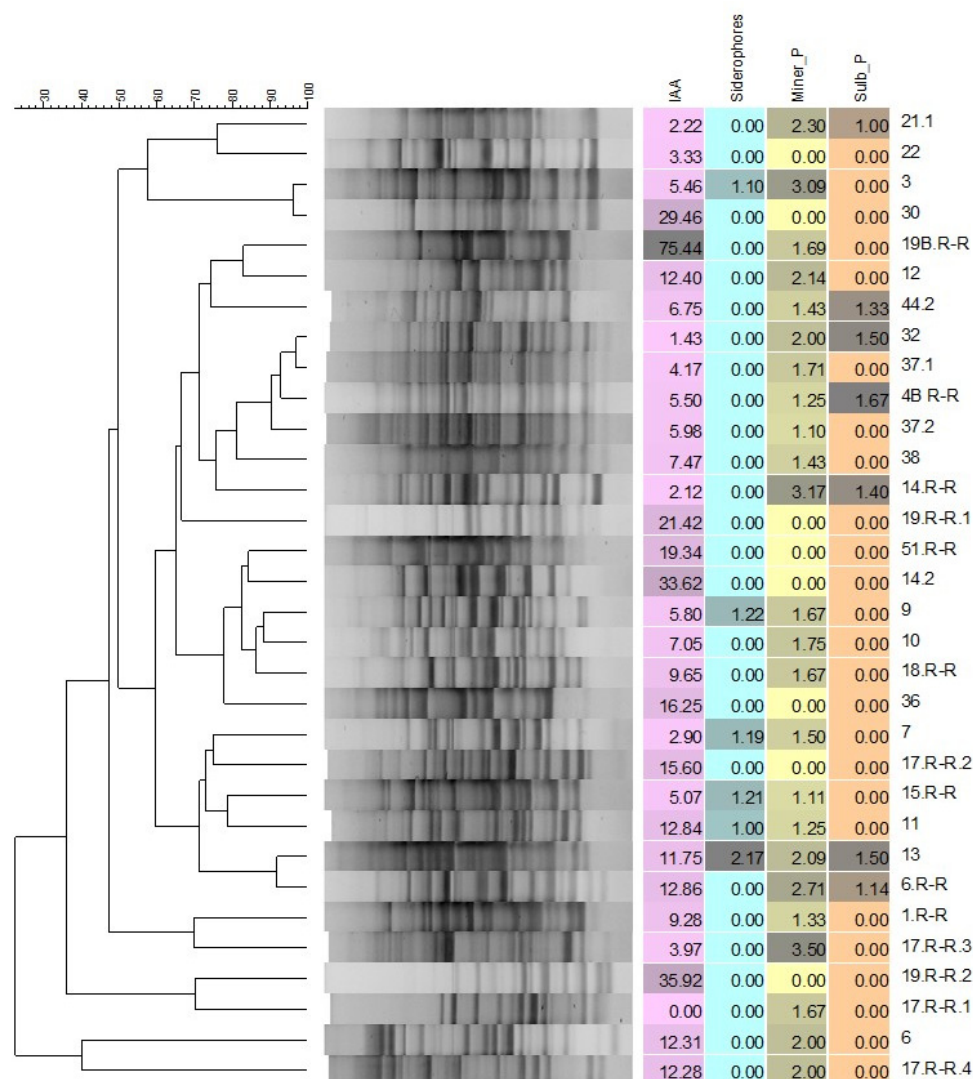 30 40 50 60 70 80 90 100 IAA Siderophores Miner_P Sulb_P
2.22 0.00 2.30 1.00 21.1
3.33 0.00 0.00 0.00 22
5.46 1.10 3.09 0.00 3
29.46 0.00 0.00 0.00 30
75.44 0.00 1.69 0.00 19B.R-R
12.40 0.00 2.14 0.00 12
6.75 0.00 1.43 1.33 44.2
1.43 0.00 2.00 1.50 32
4.17 0.00 1.71 0.00 37.1
5.50 0.00 1.25 1.67 4B R-R
5.98 0.00 1.10 0.00 37.2
7.47 0.00 1.43 0.00 38
2.12 0.00 3.17 1.40 14.R-R
21.42 0.00 0.00 0.00 19.R-R.1
19.34 0.00 0.00 0.00 51.R-R
33.62 0.00 0.00 0.00 14.2
5.80 1.22 1.67 0.00 9
7.05 0.00 1.75 0.00 10
9.65 0.00 1.67 0.00 18.R-R
16.25 0.00 0.00 0.00 36
2.90 1.19 1.50 0.00 7
15.60 0.00 0.00 0.00 17.R-R.2
5.07 1.21 1.11 0.00 15.R-R
12.84 1.00 1.25 0.00 11
11.75 2.17 2.09 1.50 13
12.86 0.00 2.71 1.14 6.R-R
9.28 0.00 1.33 0.00 1.R-R
3.97 0.00 3.50 0.00 17.R-R.3
35.92 0.00 0.00 0.00 19.R-R.2
0.00 0.00 1.67 0.00 17.R-R.1
12.31 0.00 2.00 0.00 6
12.28 0.00 2.00 0.00 17.R-R.4